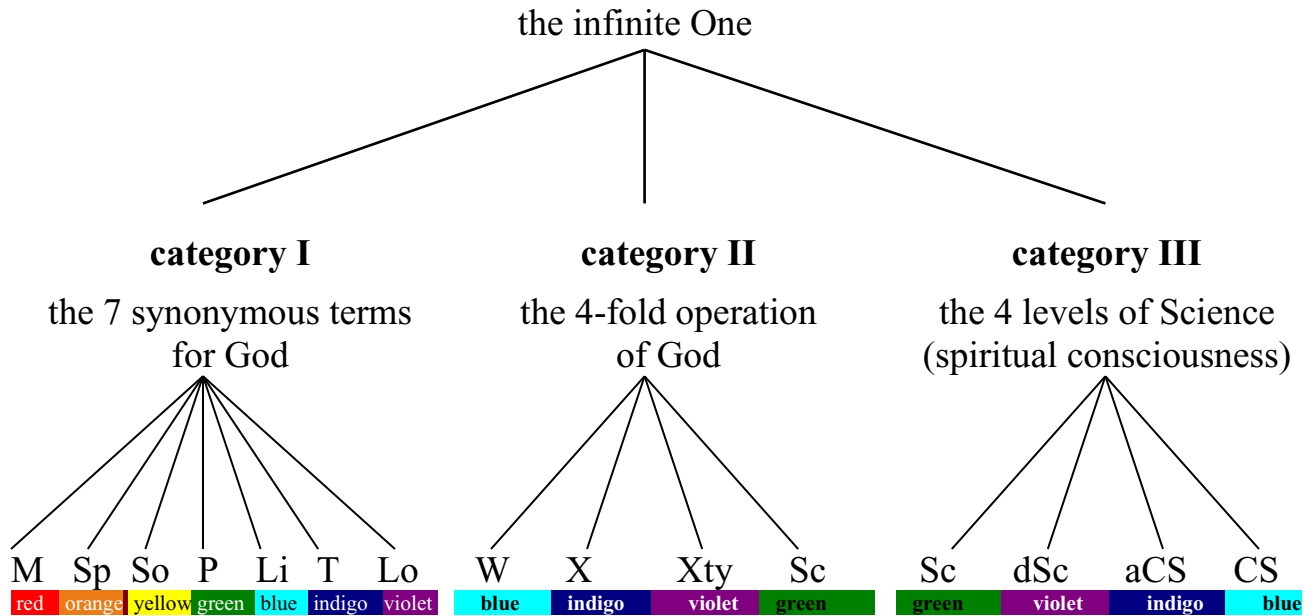 the infinite One
category I
category II
category III
the 7 synonymous terms
for God
the 4-fold operation
of God
the 4 levels of Science
(spiritual consciousness)
M Sp So P Li T Lo
W X Xty Sc
Sc dSc aCS CS
red orange yellow green blue indigo violet
blue indigo violet green
green violet indigo blue